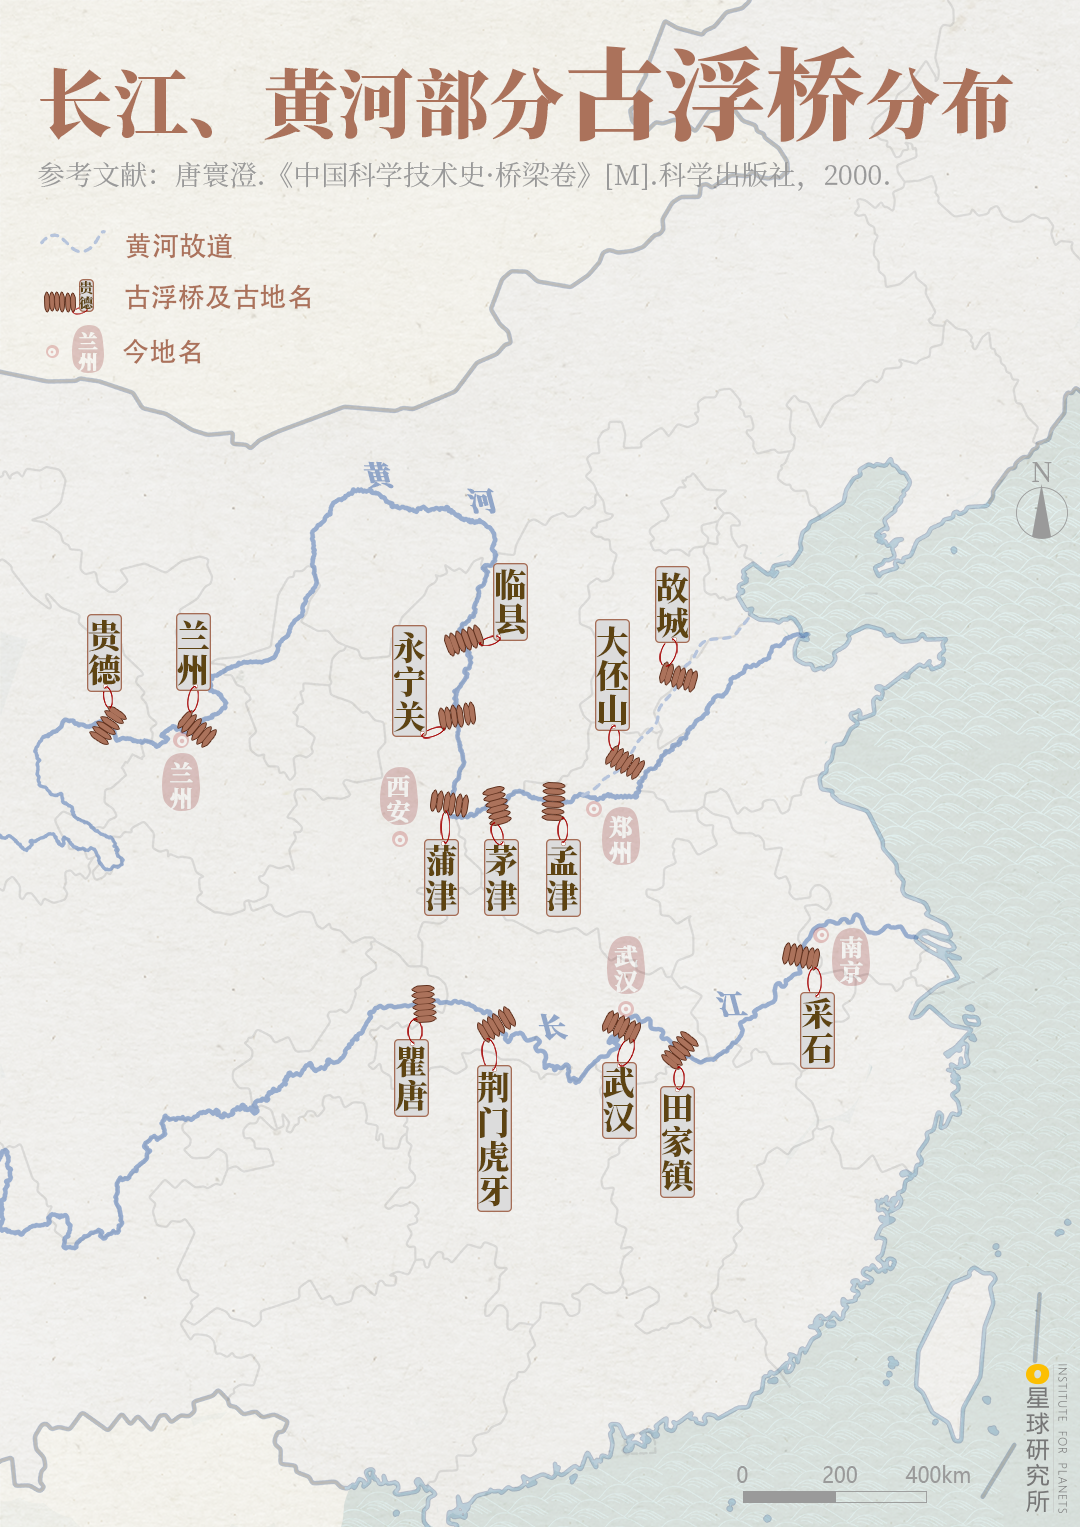 长江、黄河部分古浮桥分布
参考文献：唐寰澄.《中国科学技术史·桥梁卷》[M].科学出版社，2000.
黄河故道
贵德
古浮桥及古地名
兰州
今地名
黄河
N
临县
故城
贵德
兰州
永宁关
大伾山
兰州
西安
郑州
蒲津
茅津
孟津
武汉
南京
长江
采石
瞿唐
荆门虎牙
武汉
田家镇
0 200 400km
星球研究所
INSTITUTE FOR PLANETS